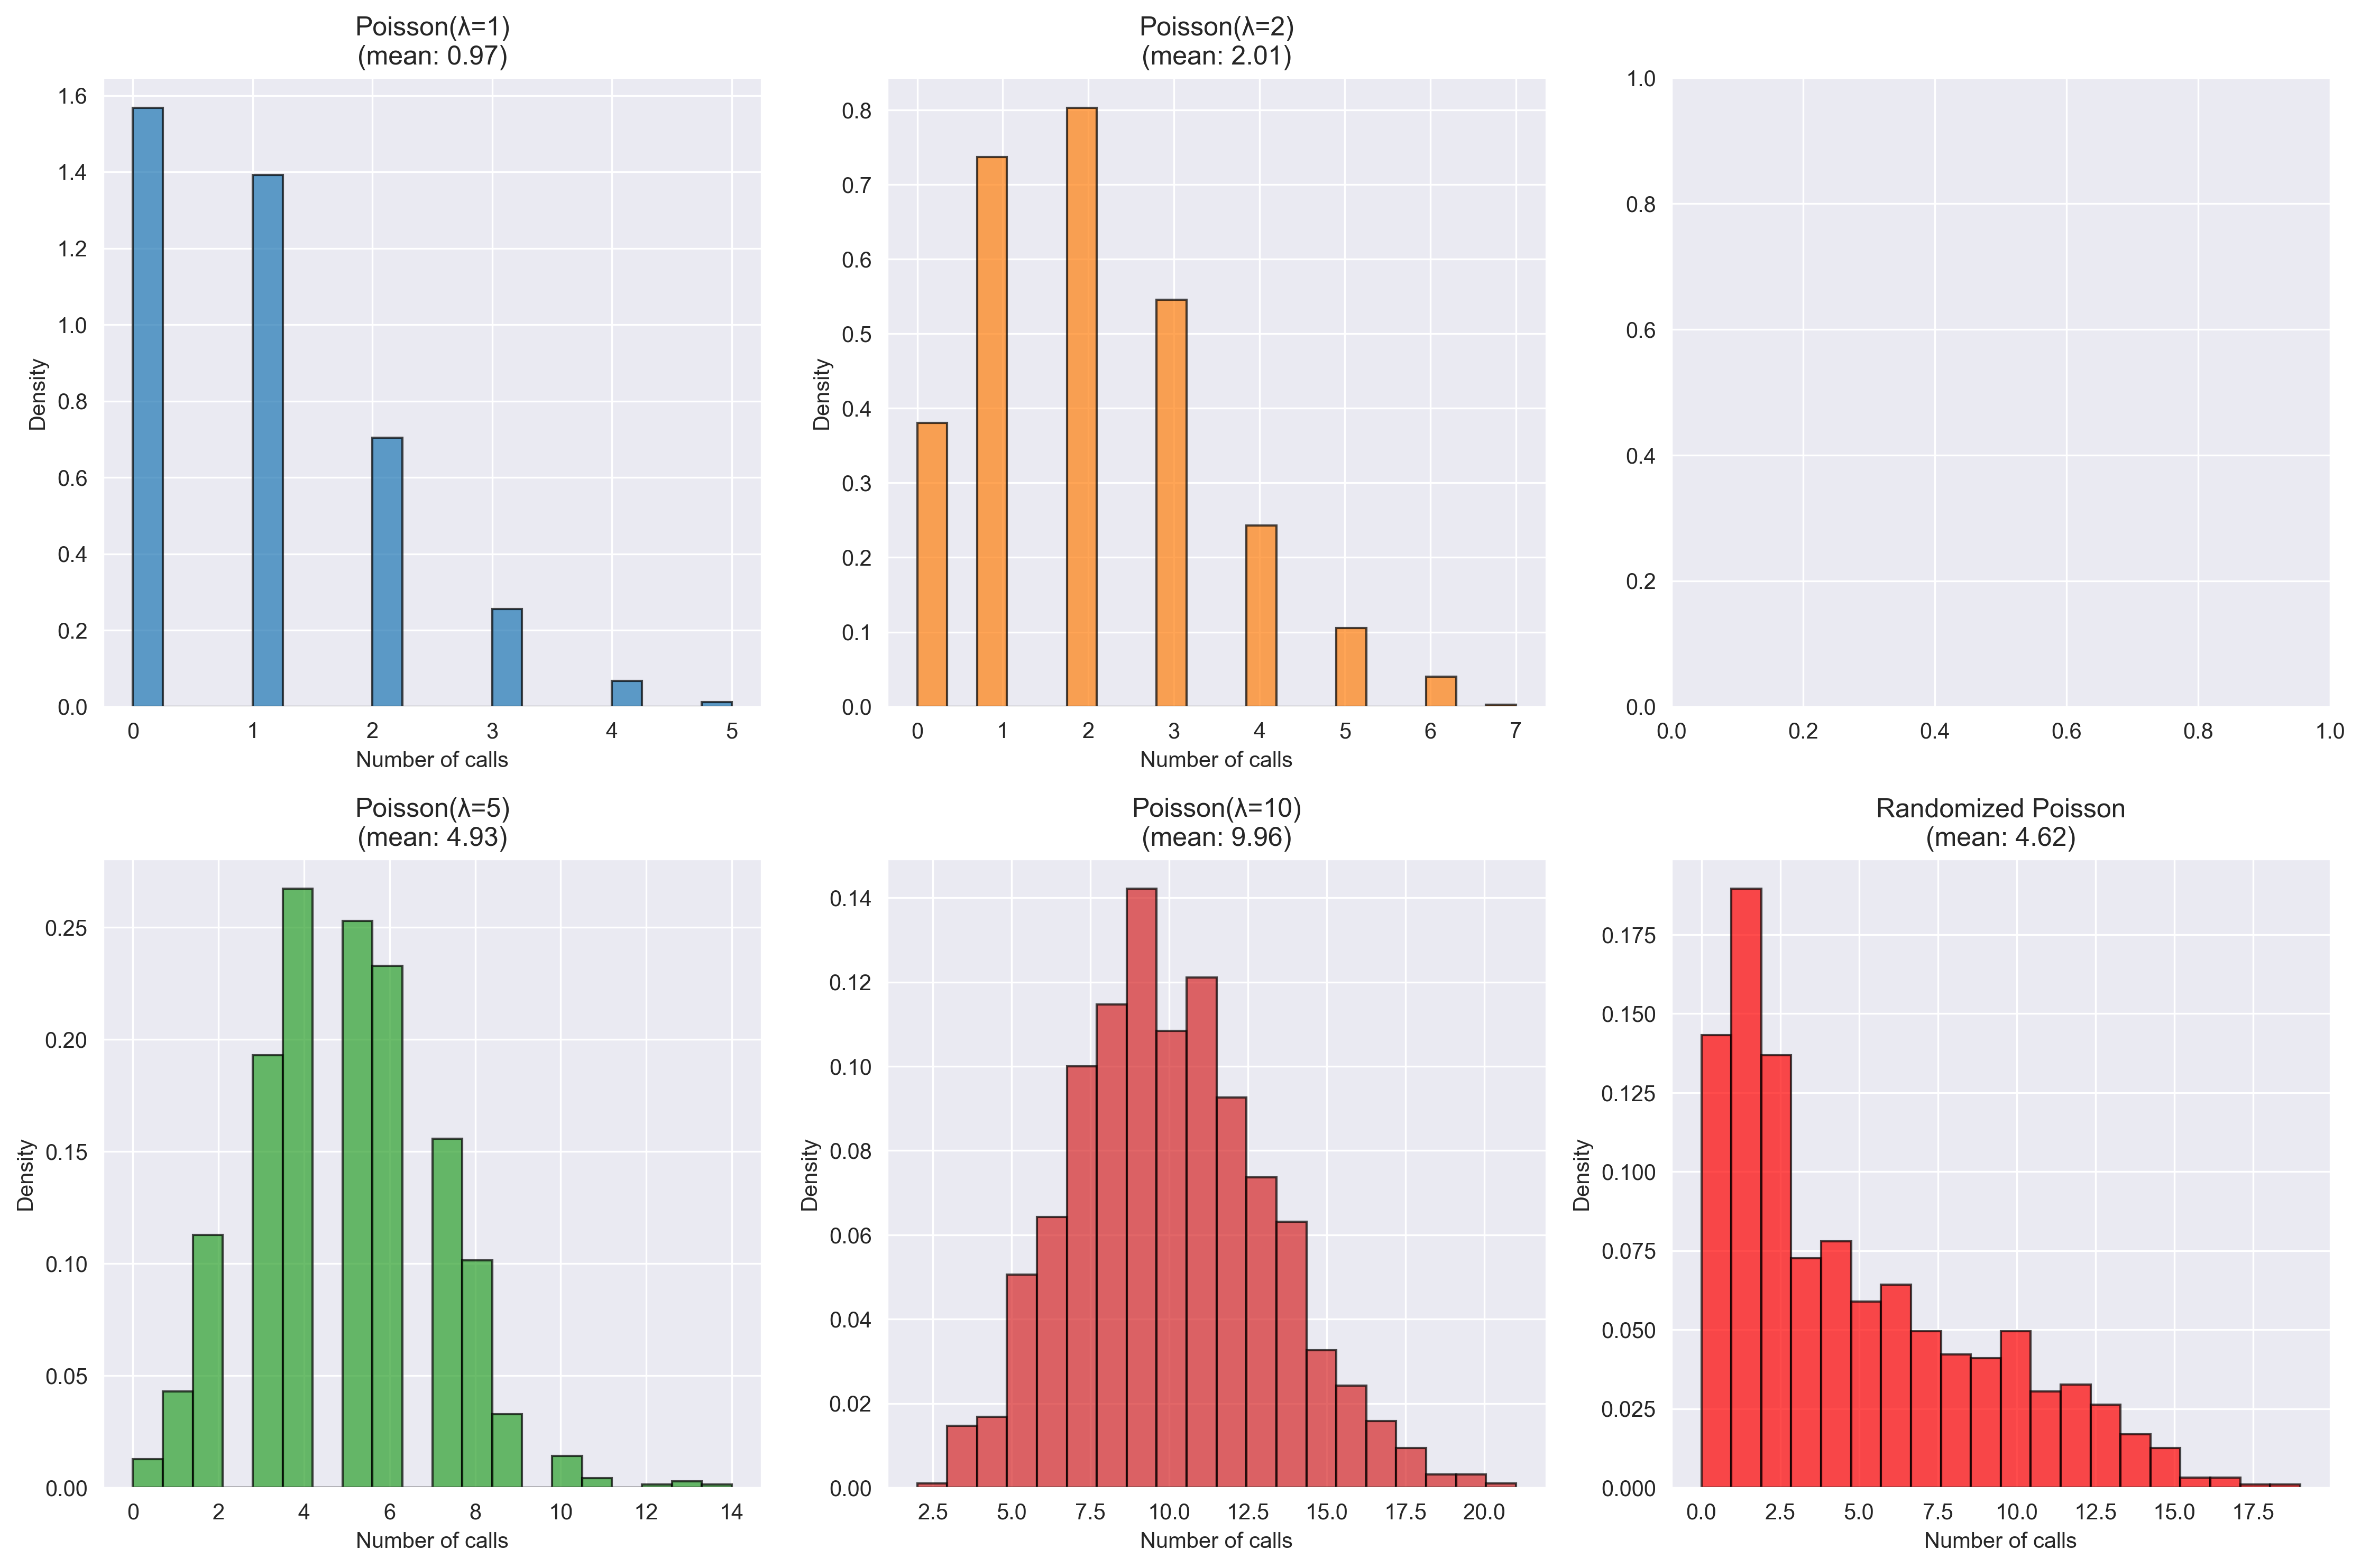 Poisson(λ=1)
(mean: 0.97)
1.6
1.4
1.2
1.0
0.8
0.6
0.4
0.2
0.0
Density
0 1 2 3 4 5
Number of calls
Poisson(λ=2)
(mean: 2.01)
0.8
0.7
0.6
0.5
0.4
0.3
0.2
0.1
0.0
Density
0 1 2 3 4 5 6 7
Number of calls
1.0
0.8
0.6
0.4
0.2
0.0
0.0 0.2 0.4 0.6 0.8 1.0
Poisson(λ=5)
(mean: 4.93)
0.25
0.20
0.15
0.10
0.05
0.00
Density
0 2 4 6 8 10 12 14
Number of calls
Poisson(λ=10)
(mean: 9.96)
0.14
0.12
0.10
0.08
0.06
0.04
0.02
0.00
Density
2.5 5.0 7.5 10.0 12.5 15.0 17.5 20.0
Number of calls
Randomized Poisson
(mean: 4.62)
0.175
0.150
0.125
0.100
0.075
0.050
0.025
0.000
Density
0.0 2.5 5.0 7.5 10.0 12.5 15.0 17.5
Number of calls